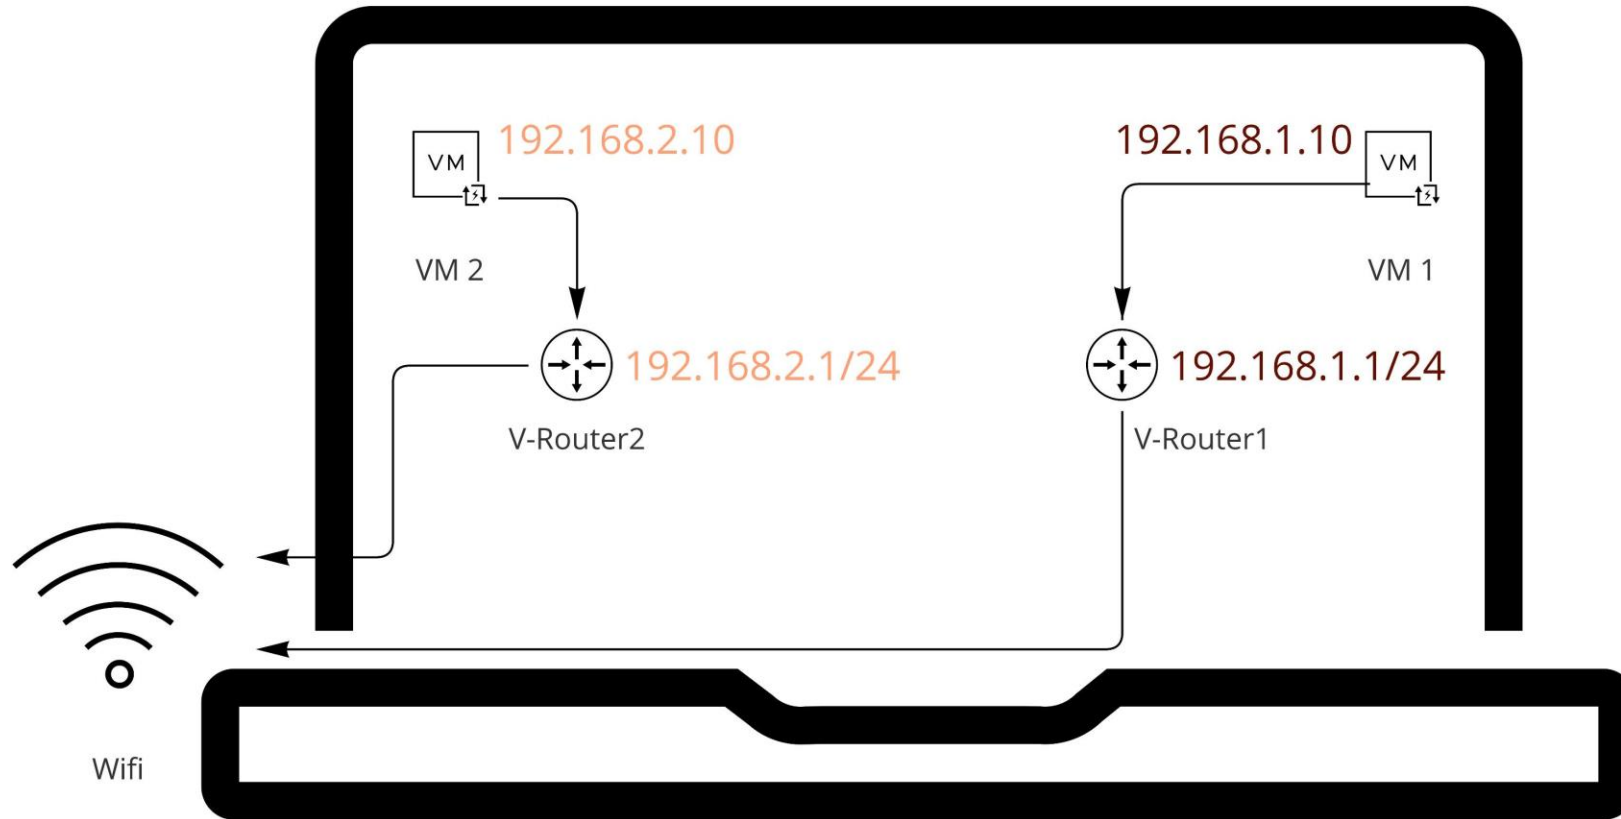 192.168.2.10
192.168.1.10
VM
VM
VM 2
VM 1
192.168.2.1/24
192.168.1.1/24
V-Router2
V-Router1
Wifi